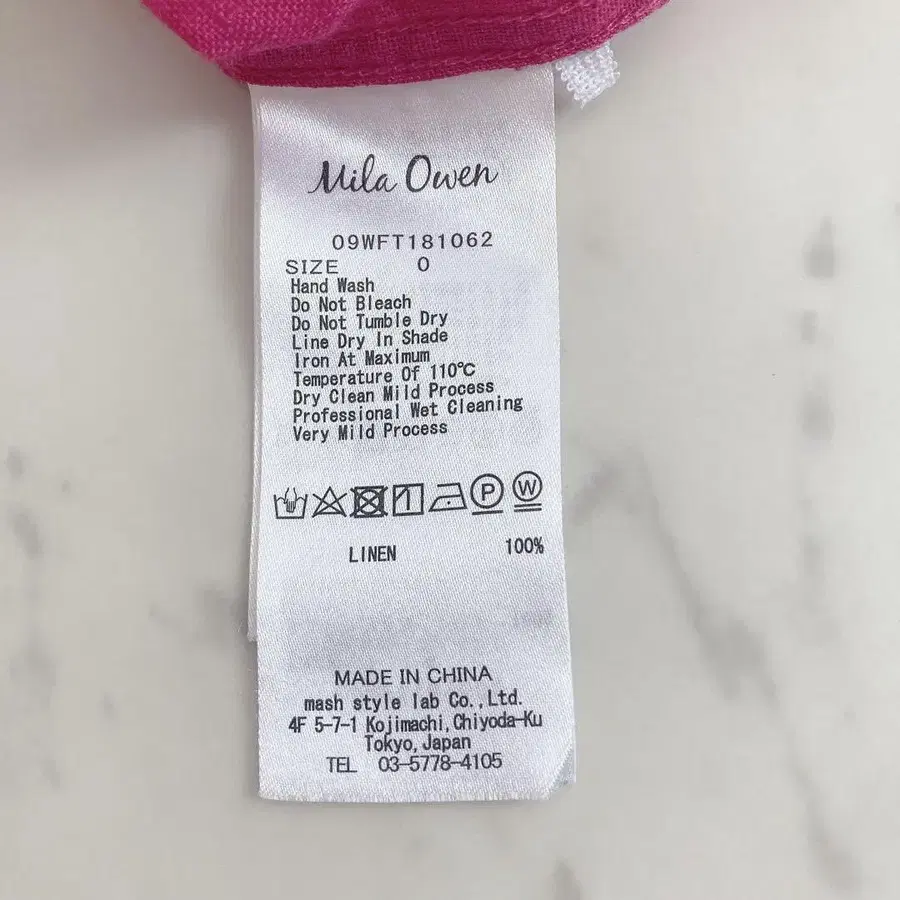 Mila Owen
09WFT181062
SIZE 0
Hand Wash
Do Not Bleach
Do Not Tumble Dry
Line Dry In Shade
Iron At Maximum
Temperature Of 110℃
Dry Clean Mild Process
Professional Wet Cleaning
Very Mild Process
P W
LINEN 100%
MADE IN CHINA
mash style lab Co.,Ltd.
4F 5-7-1 Kojimachi,Chiyoda-Ku
Tokyo,Japan
TEL 03-5778-4105